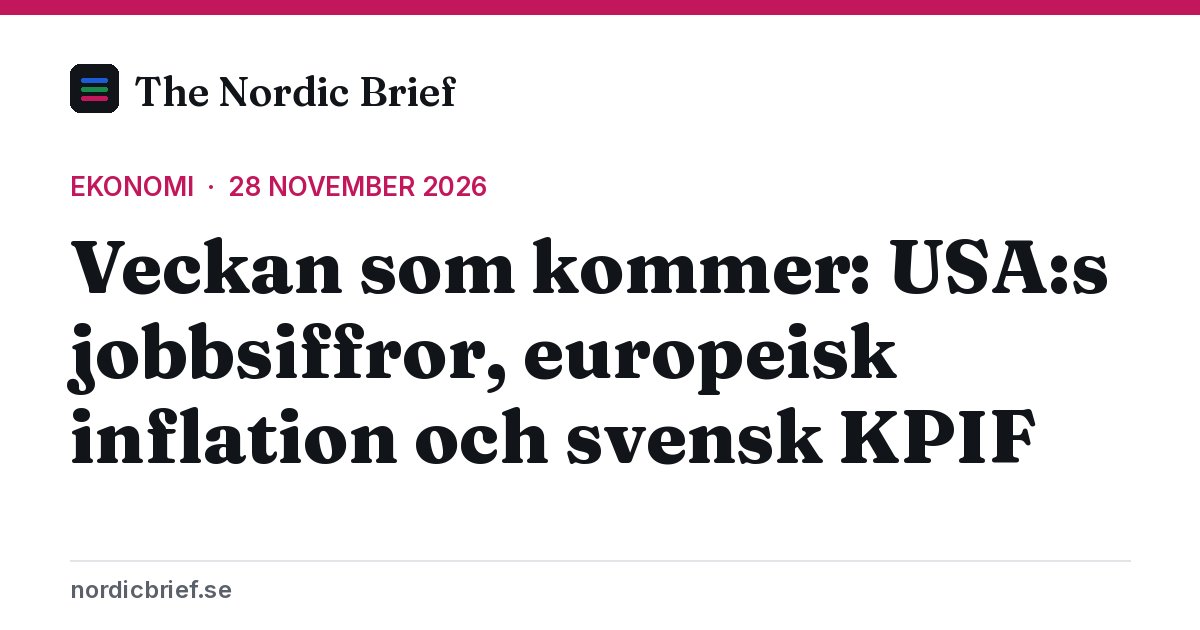 The Nordic Brief
EKONOMI · 28 NOVEMBER 2026
Veckan som kommer: USA:s
jobbsiffror, europeisk
inflation och svensk KPIF
nordicbrief.se